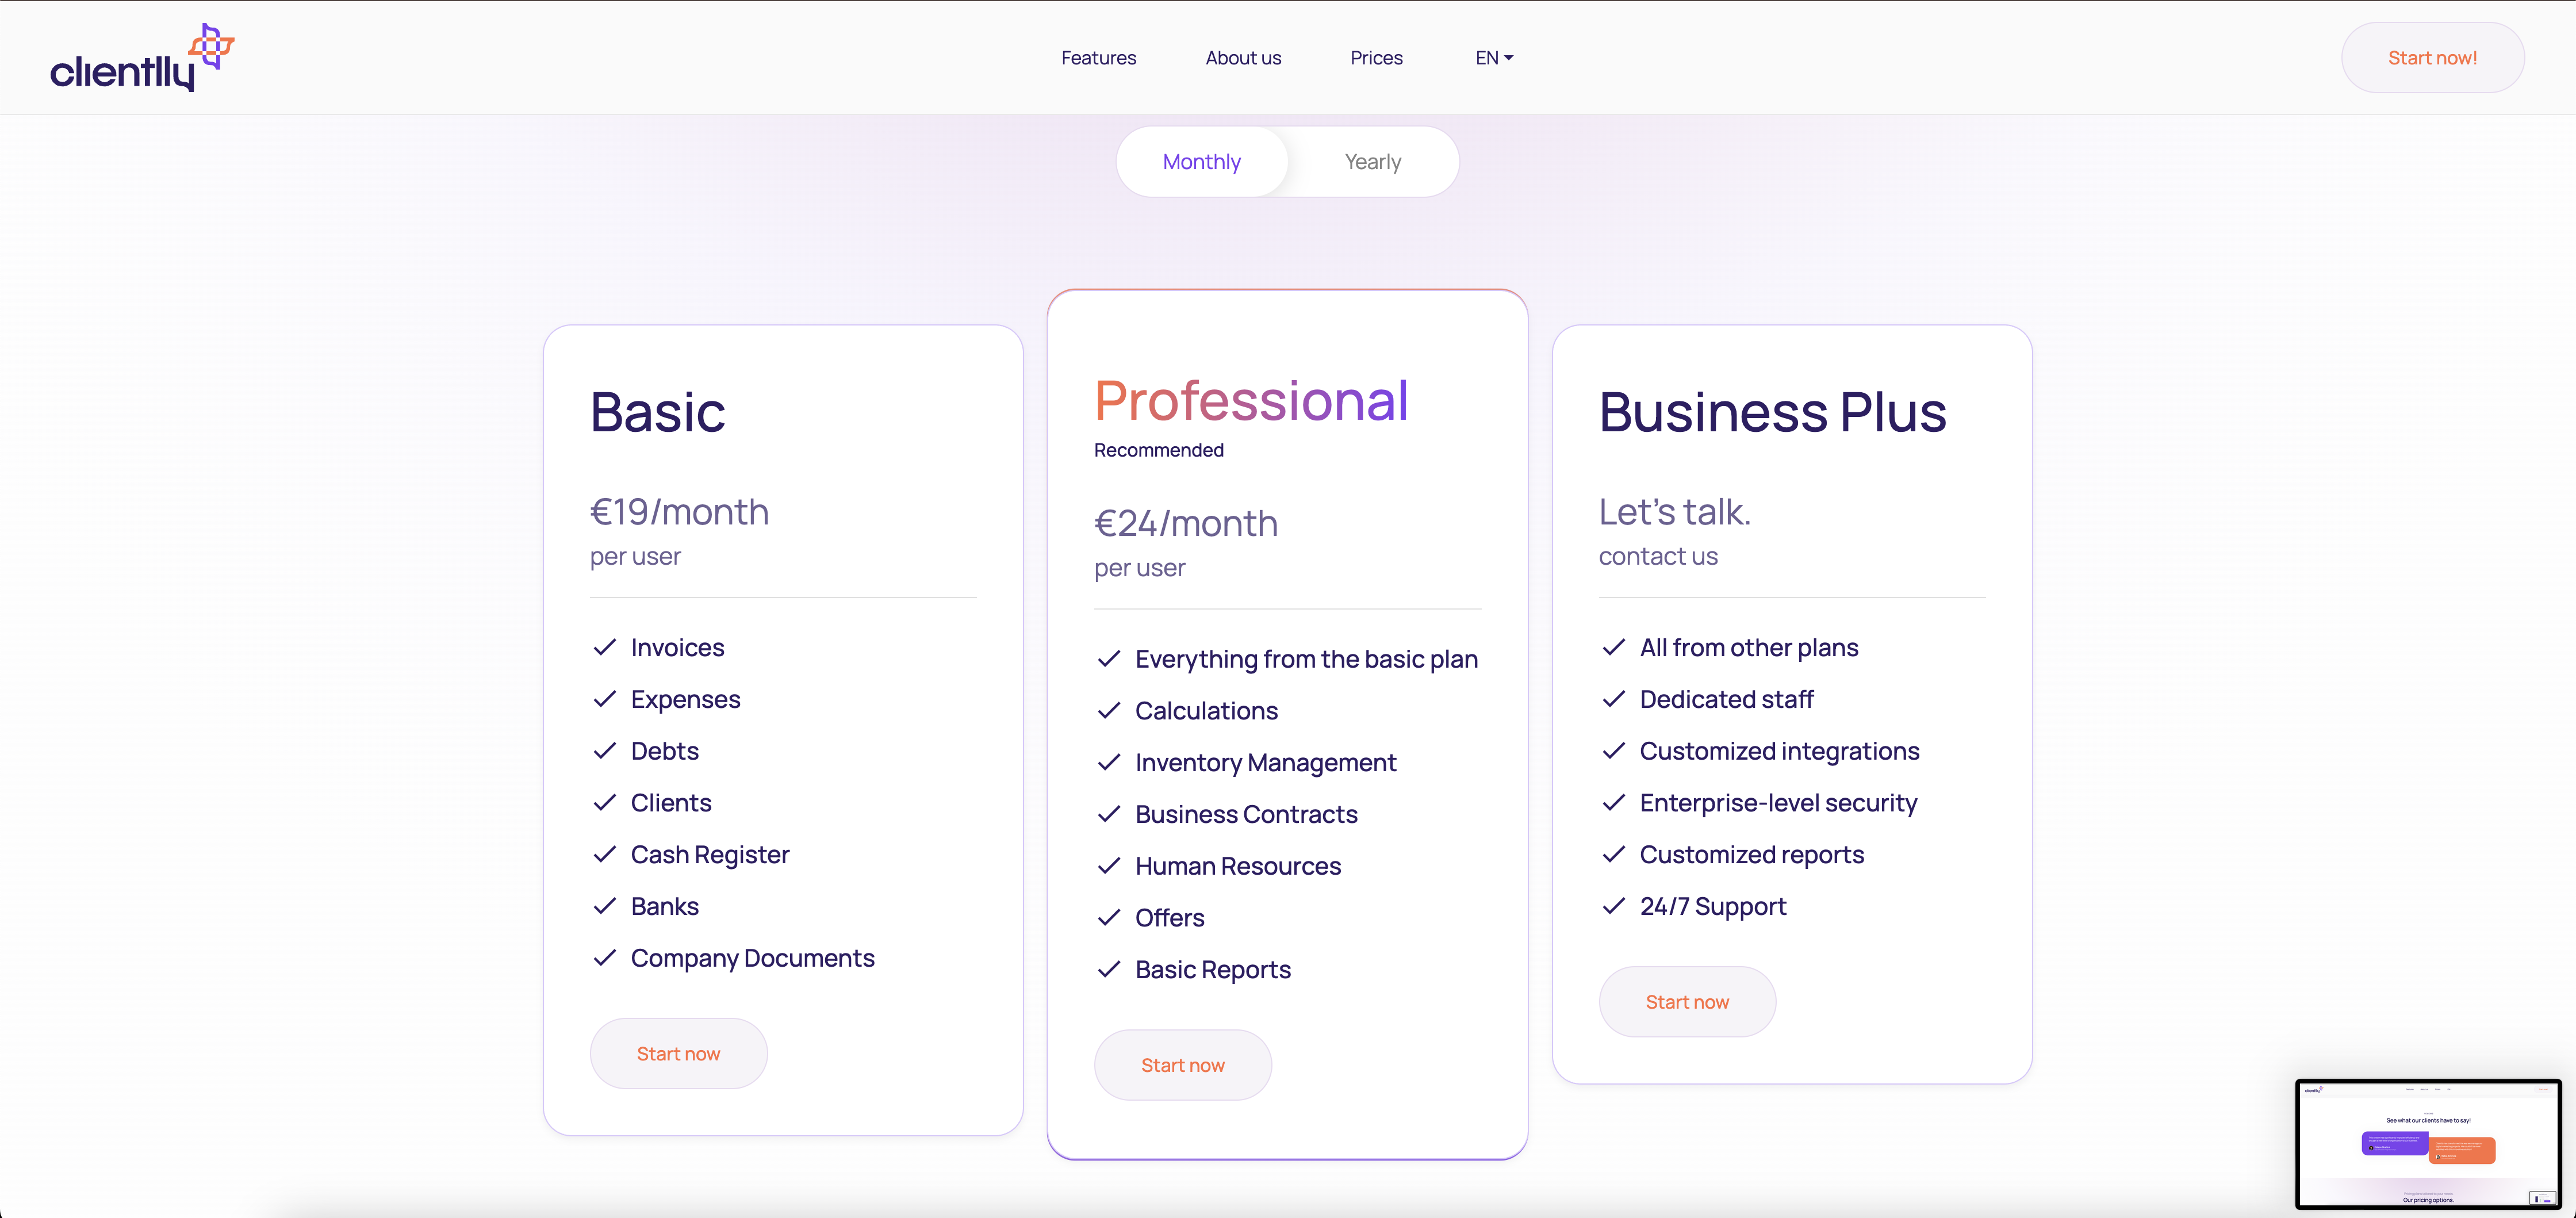 clientlly
Features
About us
Prices
EN
Start now!
Monthly
Yearly
Basic
€19/month
per user
Invoices
Expenses
Debts
Clients
Cash Register
Banks
Company Documents
Start now
Professional
Recommended
€24/month
per user
Everything from the basic plan
Calculations
Inventory Management
Business Contracts
Human Resources
Offers
Basic Reports
Start now
Business Plus
Let's talk.
contact us
All from other plans
Dedicated staff
Customized integrations
Enterprise-level security
Customized reports
24/7 Support
Start now
clientlly
See what our clients have to say!
Our pricing options.